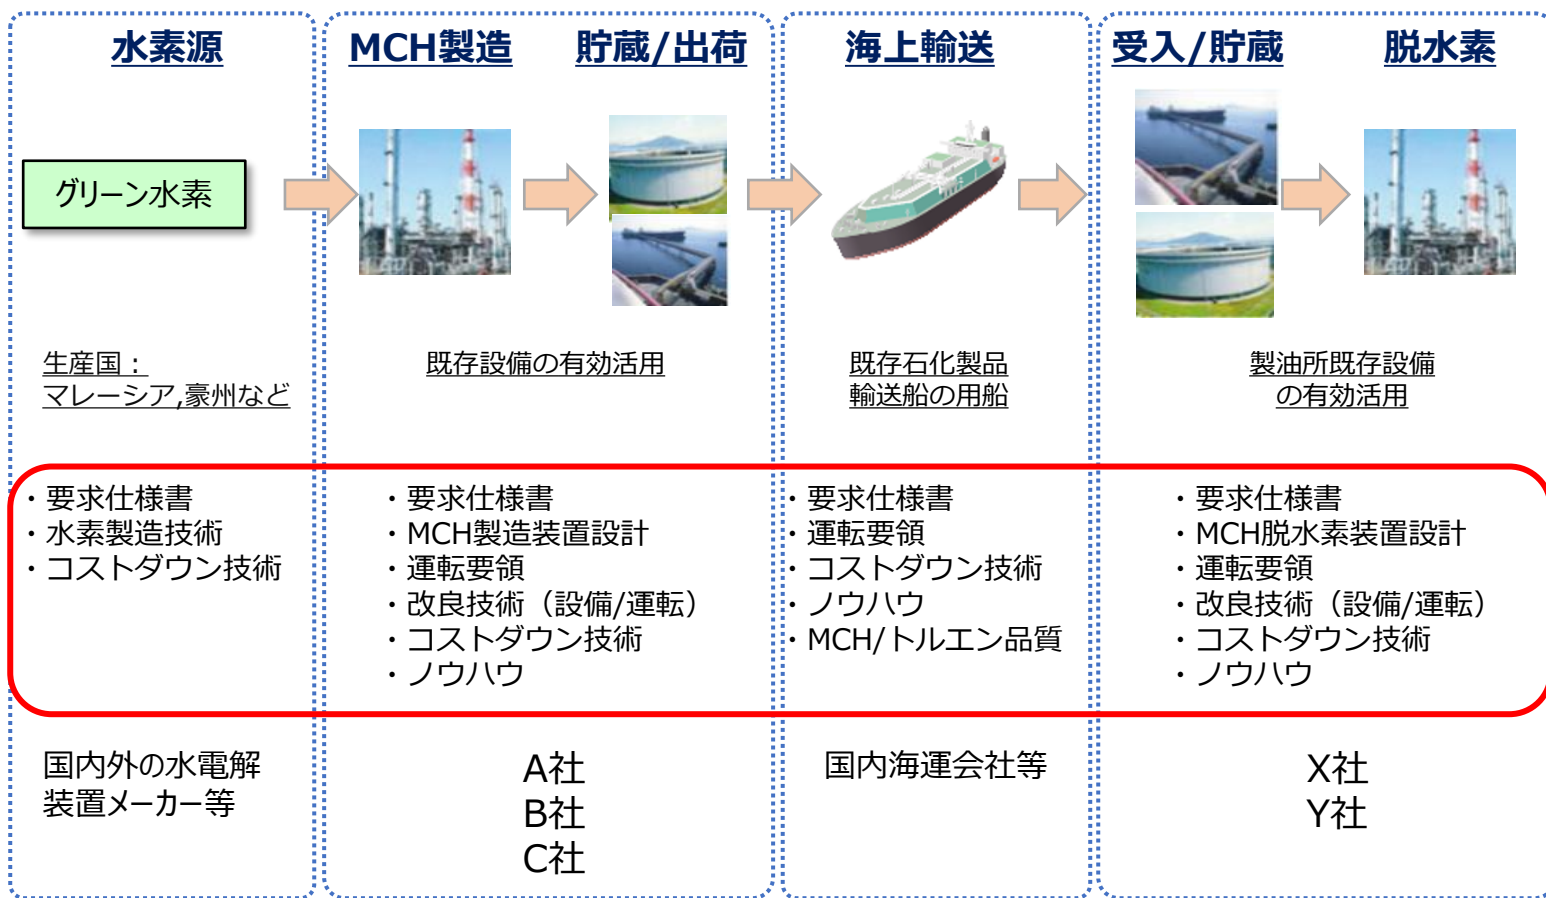 水素源
MCH製造
貯蔵/出荷
海上輸送
受入/貯蔵
脱水素
グリーン水素
生産国：
マレーシア,豪州など
既存設備の有効活用
既存石化製品
輸送船の用船
製油所既存設備
の有効活用
・要求仕様書
・水素製造技術
・コストダウン技術
・要求仕様書
・MCH製造装置設計
・運転要領
・改良技術（設備/運転）
・コストダウン技術
・ノウハウ
・要求仕様書
・運転要領
・コストダウン技術
・ノウハウ
・MCH/トルエン品質
・要求仕様書
・MCH脱水素装置設計
・運転要領
・改良技術（設備/運転）
・コストダウン技術
・ノウハウ
国内外の水電解
装置メーカー等
A社
B社
C社
国内海運会社等
X社
Y社